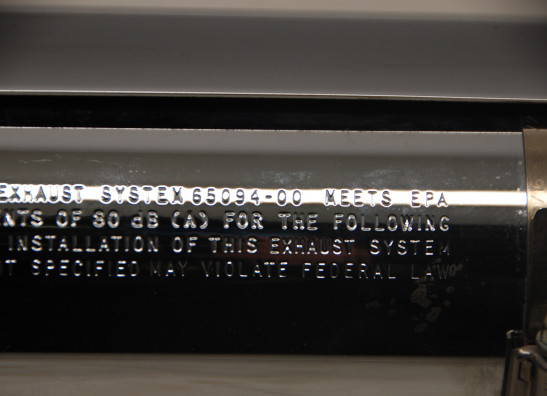 EXHAUST SYSTEM 65094-00 MEETS EPA
ENTS OF 80 dB (A) FOR THE FOLLOWING
INSTALLATION OF THIS EXHAUST SYSTEM
T SPECIFIED MAY VIOLATE FEDERAL LAW